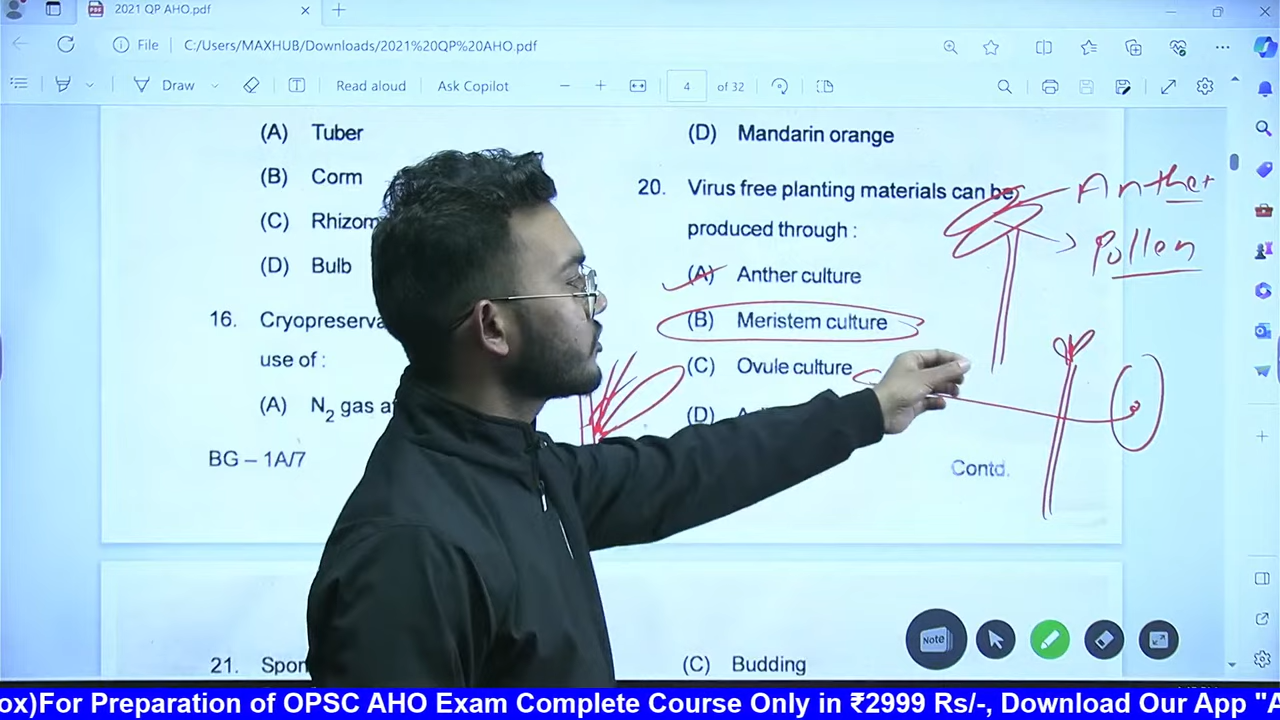 2021 QP AHO.pdf
File
C:/Users/MAXHUB/Downloads/2021%20QP%20AHO.pdf
Draw
Read aloud
Ask Copilot
4
of 32
(A) Tuber
(B) Corm
(C) Rhizom
(D) Bulb
16. Cryopreserva
use of :
(A) N2 gas a
BG – 1A/7
(D) Mandarin orange
20. Virus free planting materials can be
produced through :
(A) Anther culture
(B) Meristem culture
(C) Ovule culture
(D)
Contd.
Anther
Pollen
21. Spon
(C) Budding
Note
ox)For Preparation of OPSC AHO Exam Complete Course Only in ₹2999 Rs/-, Download Our App "A